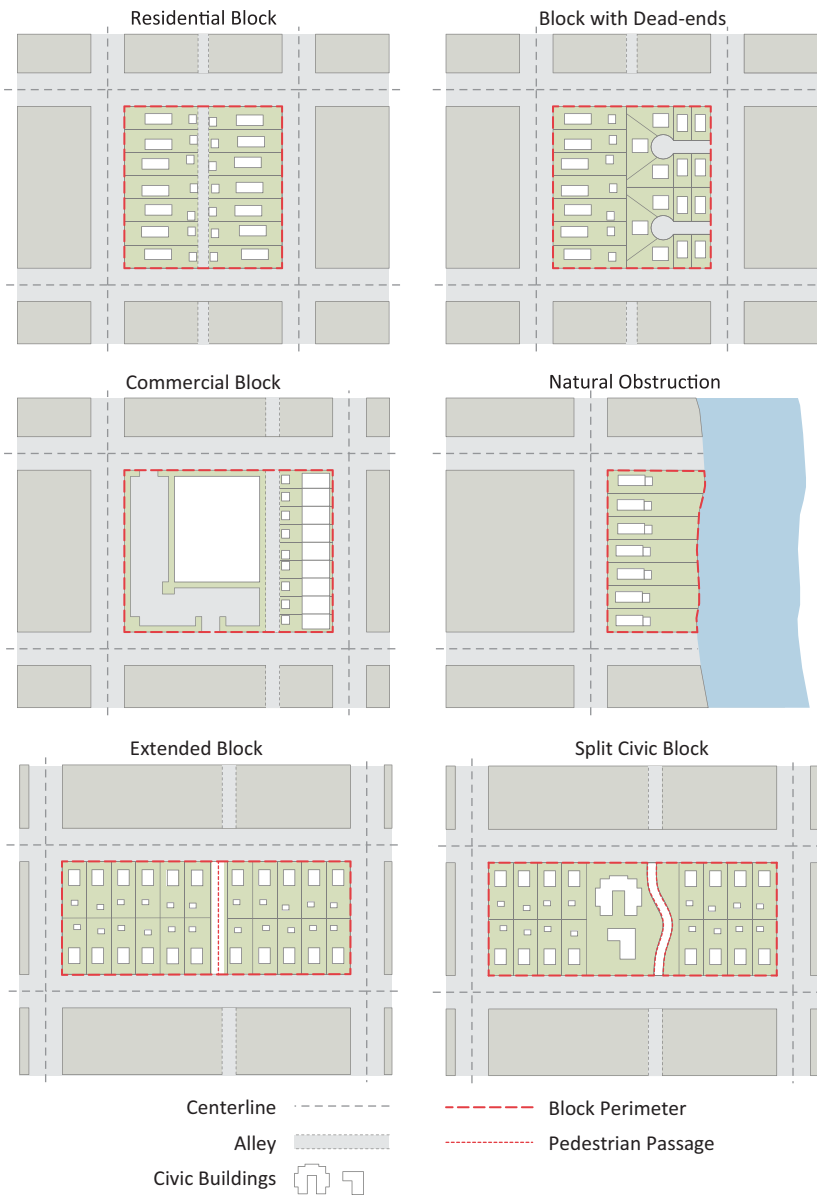 Residential Block
Block with Dead-ends
Commercial Block
Natural Obstruction
Extended Block
Split Civic Block
Centerline
Block Perimeter
Alley
Pedestrian Passage
Civic Buildings